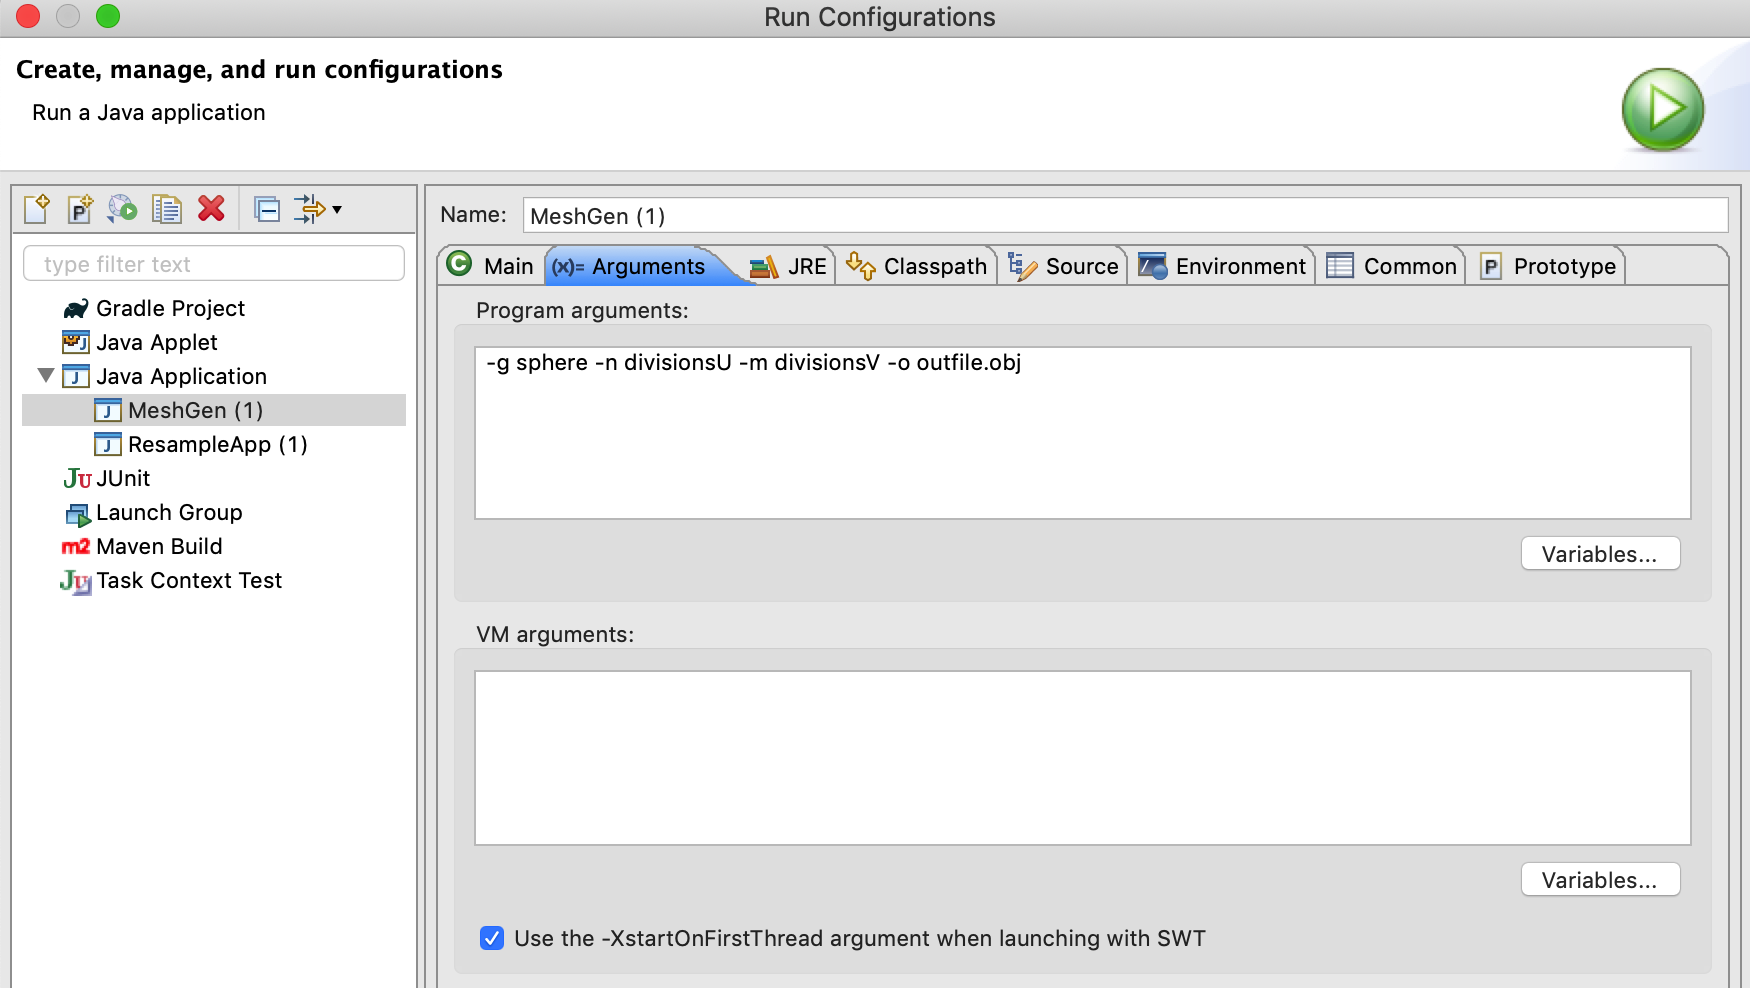 Run Configurations
Create, manage, and run configurations
Run a Java application
type filter text
Gradle Project
Java Applet
Java Application
MeshGen (1)
ResampleApp (1)
JUnit
Launch Group
m2 Maven Build
Task Context Test
Name: MeshGen (1)
Main (x)= Arguments JRE Classpath Source Environment Common Prototype
Program arguments:
-g sphere -n divisionsU -m divisionsV -o outfile.obj
Variables...
VM arguments:
Variables...
Use the -XstartOnFirstThread argument when launching with SWT